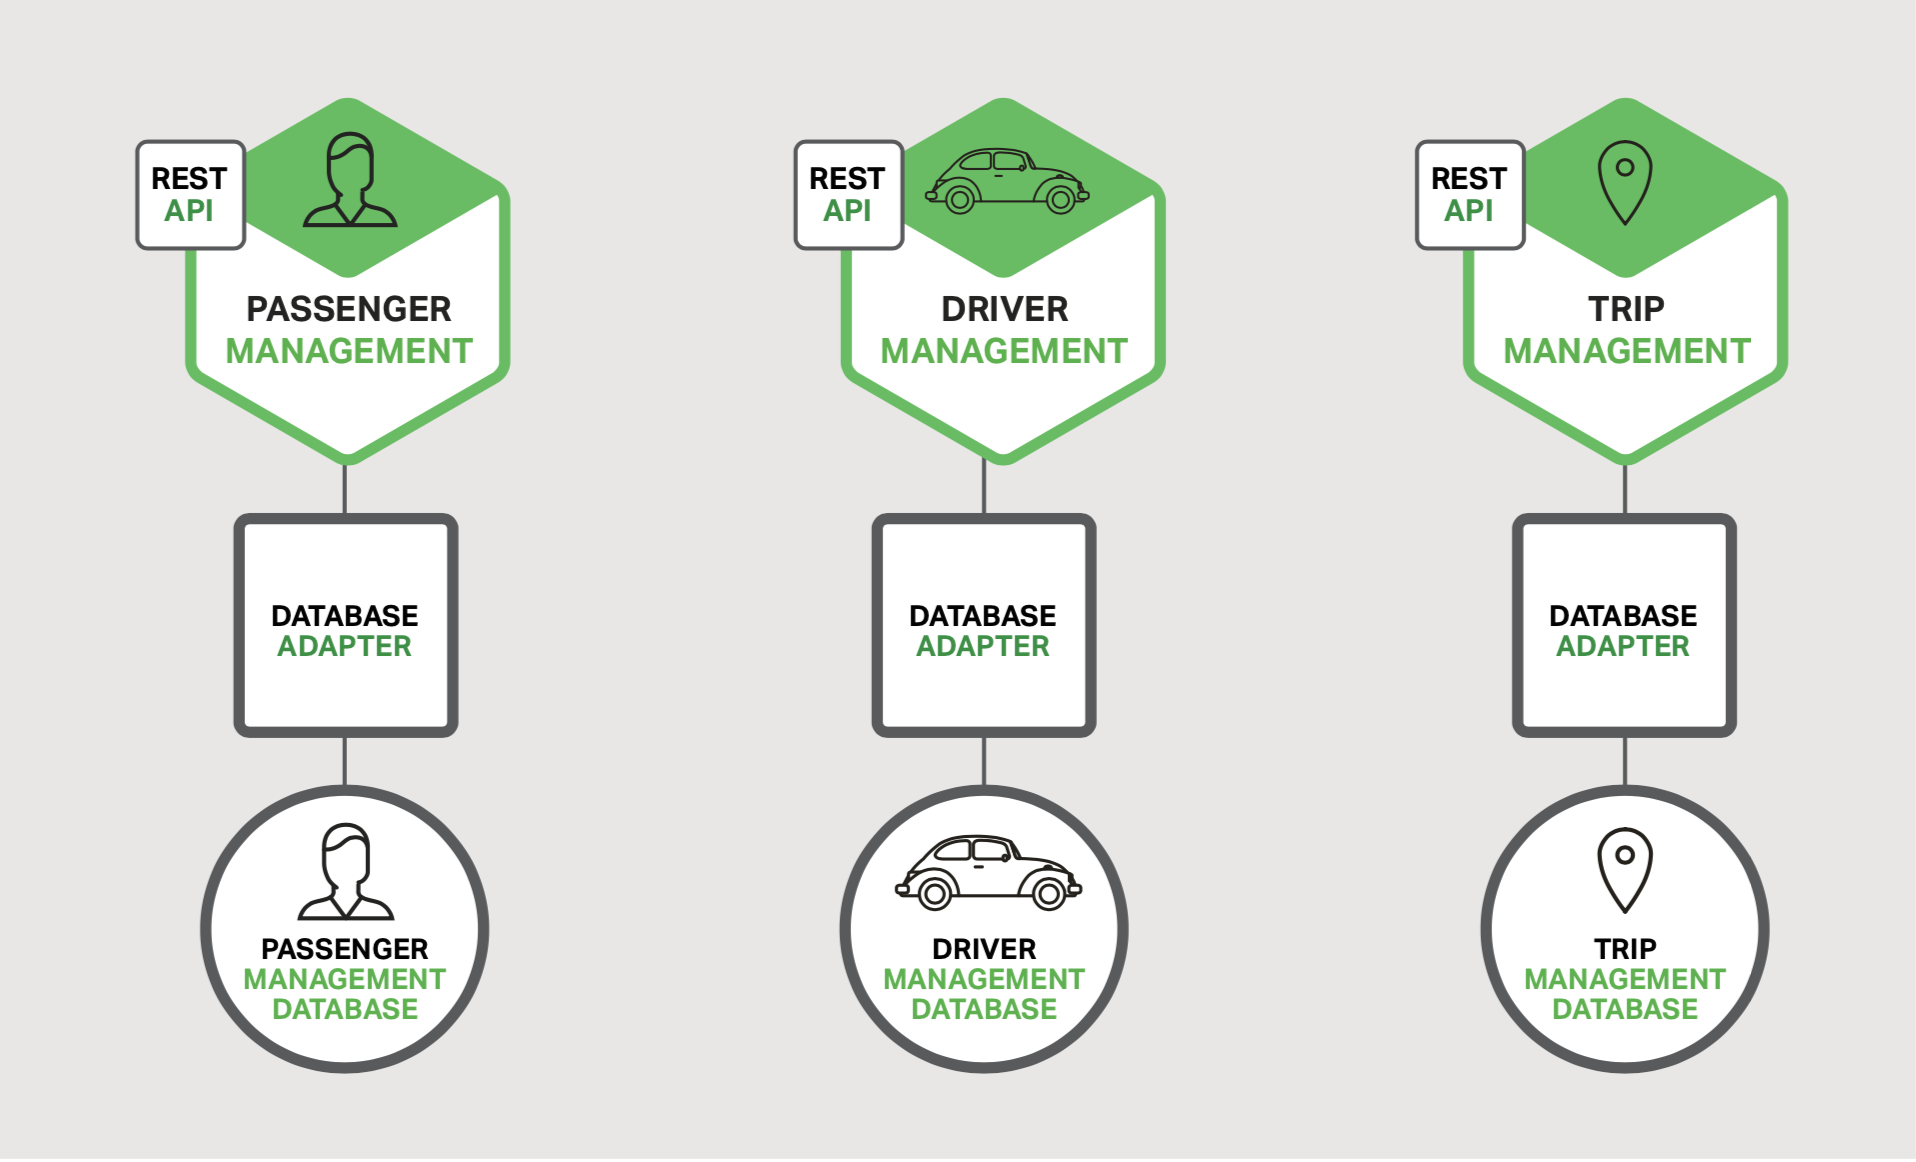 REST
API
PASSENGER
MANAGEMENT
DATABASE
ADAPTER
PASSENGER
MANAGEMENT
DATABASE
REST
API
DRIVER
MANAGEMENT
DATABASE
ADAPTER
DRIVER
MANAGEMENT
DATABASE
REST
API
TRIP
MANAGEMENT
DATABASE
ADAPTER
TRIP
MANAGEMENT
DATABASE